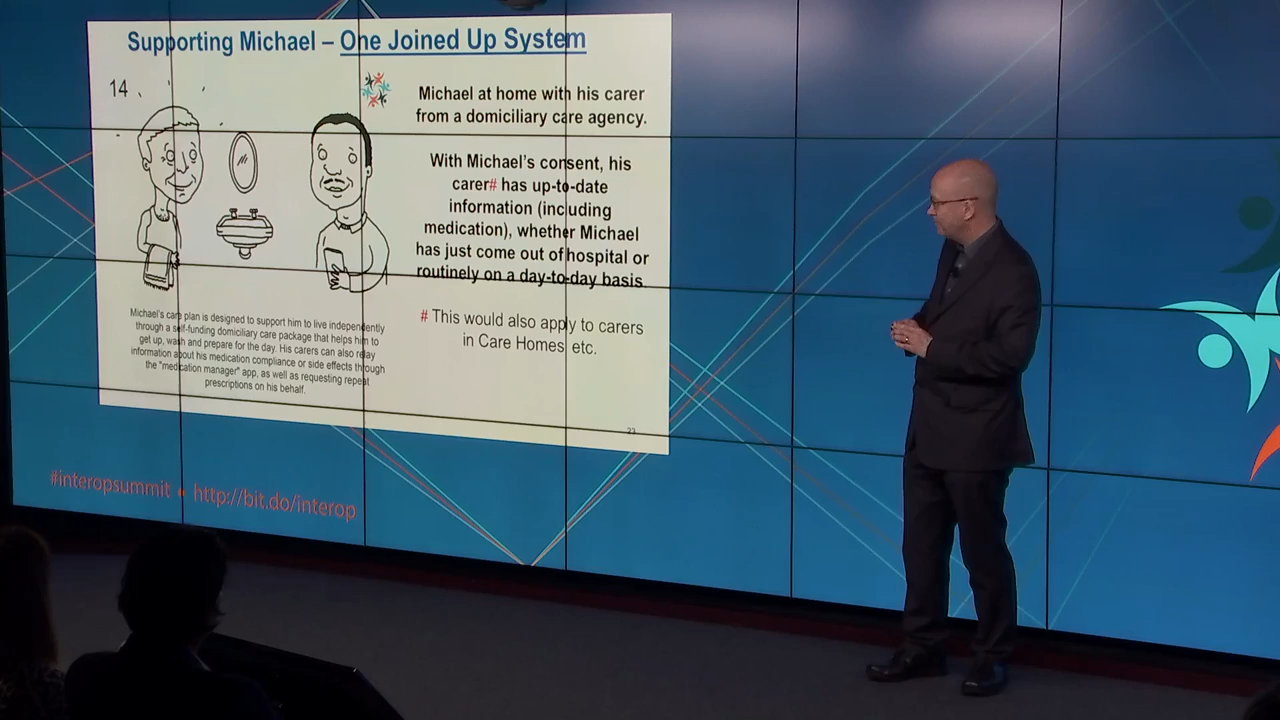 Supporting Michael – One Joined Up System
14
Michael at home with his carer
from a domiciliary care agency.
With Michael's consent, his
carer# has up-to-date
information (including
medication), whether Michael
has just come out of hospital or
routinely on a day-to-day basis.
# This would also apply to carers
in Care Homes etc.
Michael's care plan is designed to support him to live independently
through a self-funding domiciliary care package that helps him to
get up, wash and prepare for the day. His carers can also relay
information about his medication compliance or side effects through
the "medication manager" app, as well as requesting repeat
prescriptions on his behalf.
23
#interopsummit • http://bit.do/interop